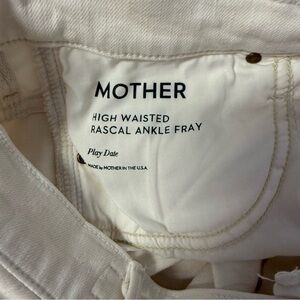 MOTHER
HIGH WAISTED
RASCAL ANKLE FRAY
Play Date
MADE by MOTHER IN THE U.S.A.